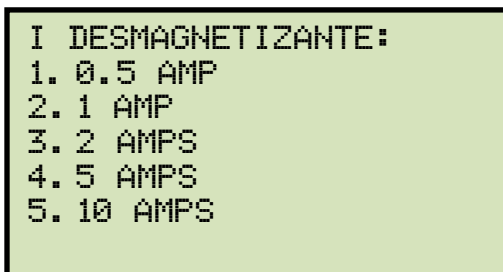 I DESMAGNETIZANTE:
1. 0.5 AMP
2. 1 AMP
3. 2 AMPS
4. 5 AMPS
5. 10 AMPS